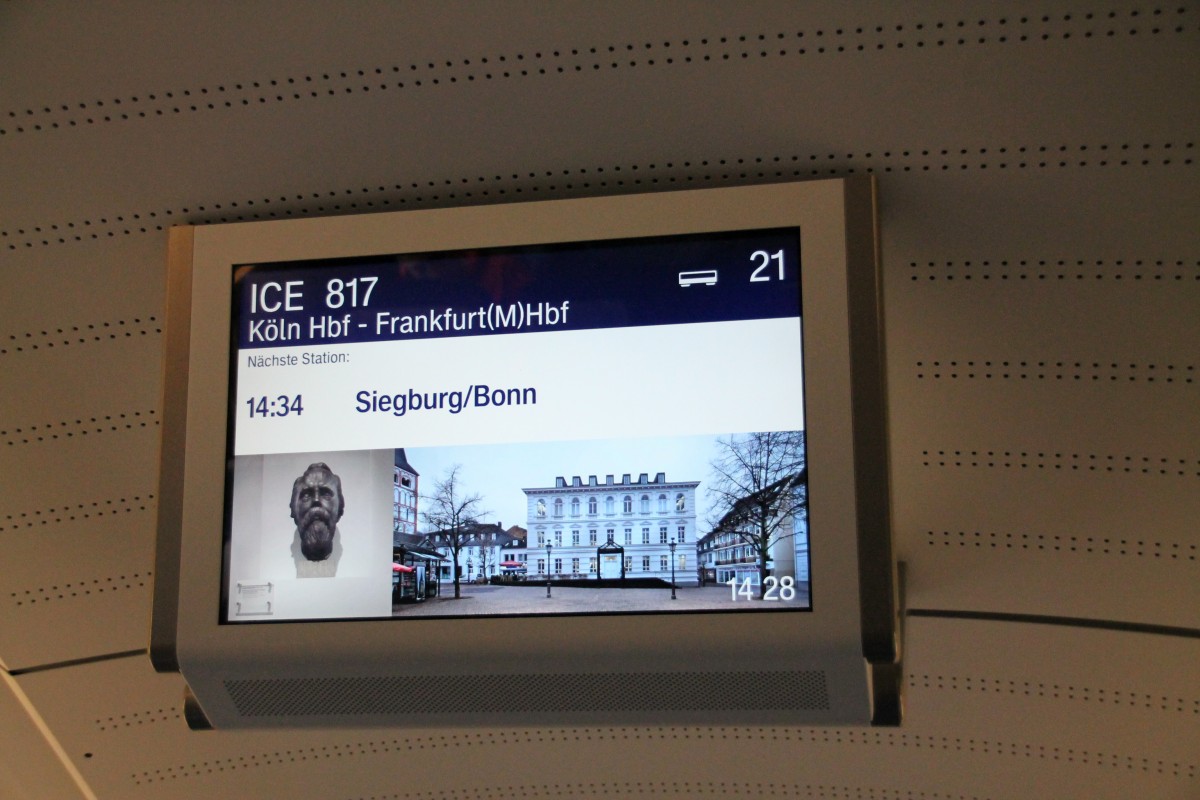 ICE 817
21
Köln Hbf - Frankfurt(M)Hbf
Nächste Station:
14:34 Siegburg/Bonn
14 28